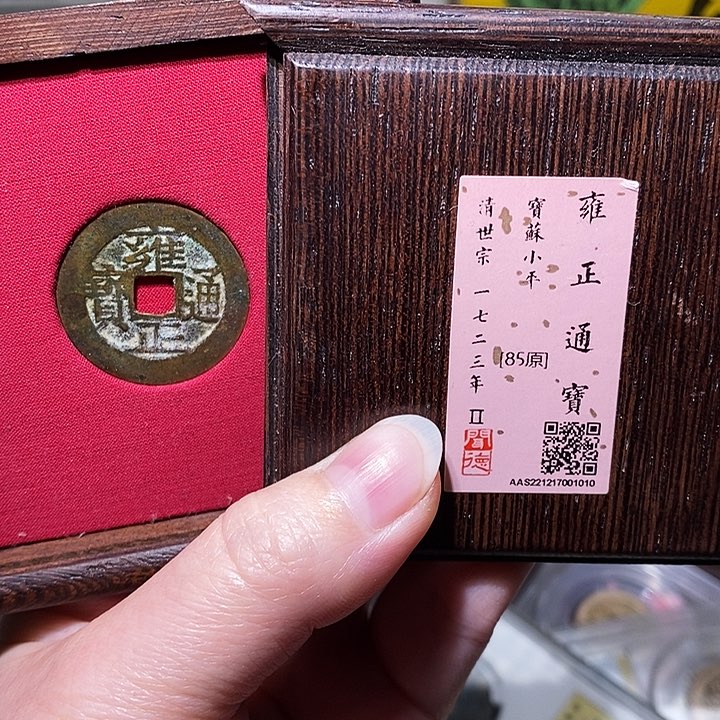 雍正通寶
雍正通寶
寶蘇小平
[85原]
清世宗 一七二三年 II
聞德
AAS221217001010